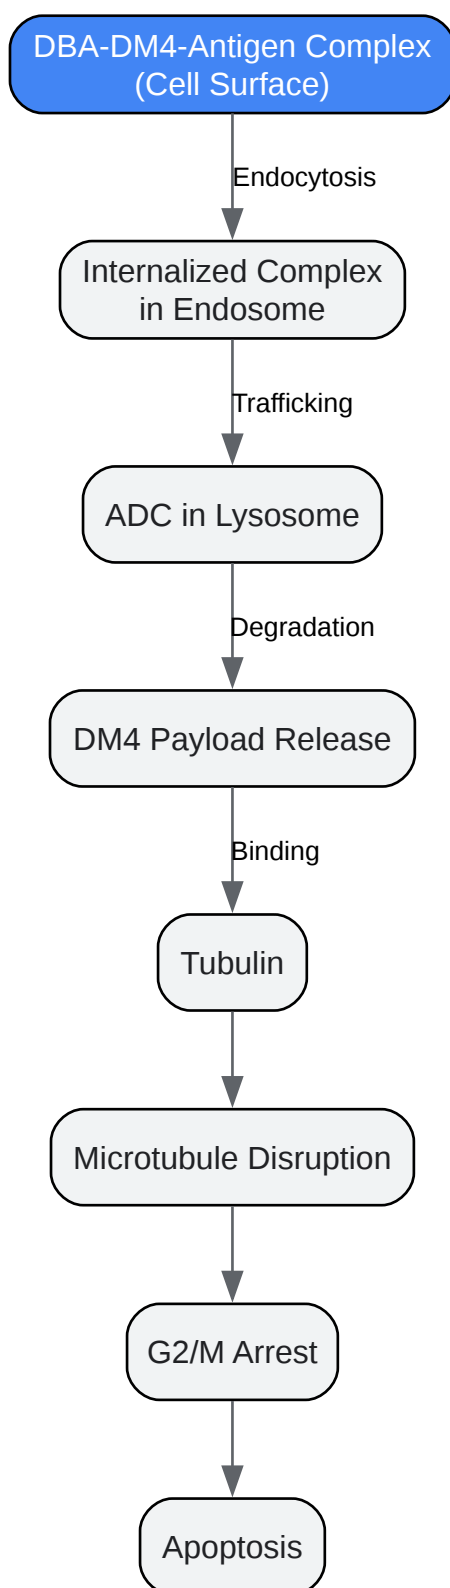 DBA-DM4-Antigen Complex
(Cell Surface)
Endocytosis
Internalized Complex
in Endosome
Trafficking
ADC in Lysosome
Degradation
DM4 Payload Release
Binding
Tubulin
Microtubule Disruption
G2/M Arrest
Apoptosis